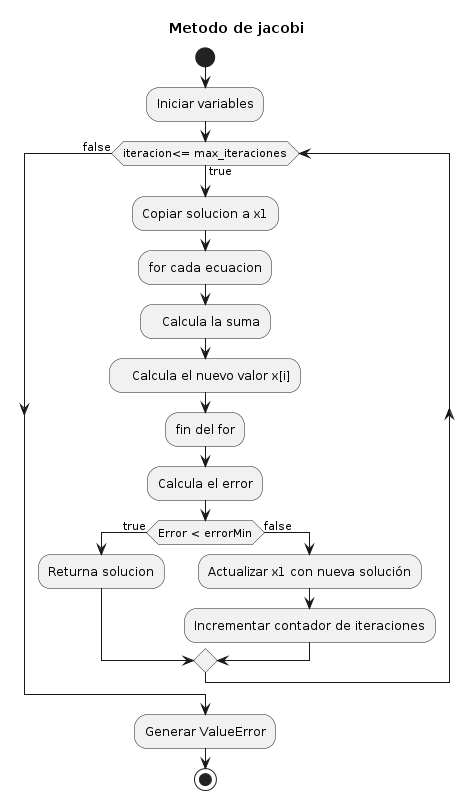 Metodo de jacobi
Iniciar variables
false
iteracion<= max_iteraciones
true
Copiar solucion a x1
for cada ecuacion
Calcula la suma
Calcula el nuevo valor x[i]
fin del for
Calcula el error
true
Error < errorMin
false
Returna solucion
Actualizar x1 con nueva solución
Incrementar contador de iteraciones
Generar ValueError